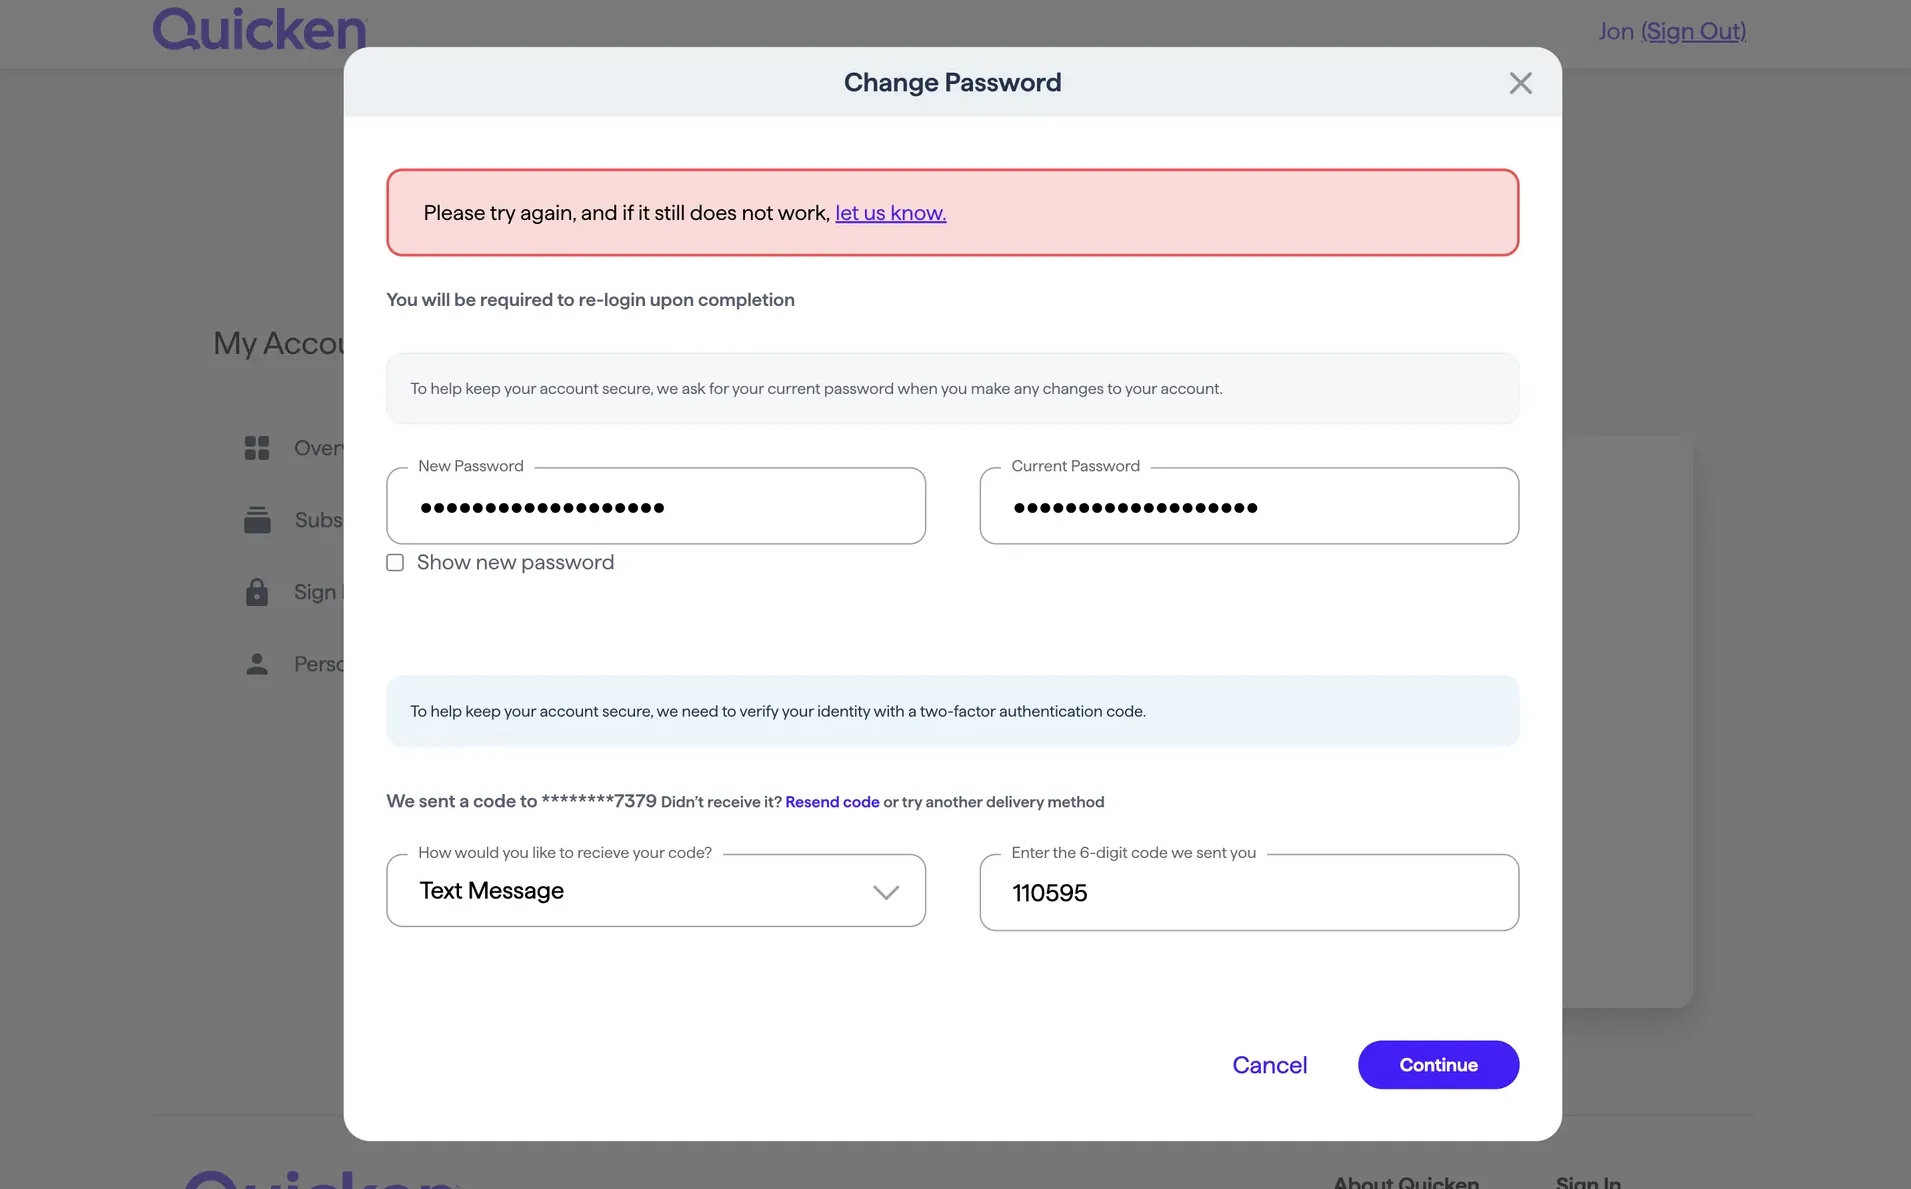 Quicken
Jon (Sign Out)
Change Password
Please try again, and if it still does not work, let us know.
You will be required to re-login upon completion
My Accou
To help keep your account secure, we ask for your current password when you make any changes to your account.
Over
New Password
Current Password
Subs
Show new password
Sign
Perso
To help keep your account secure, we need to verify your identity with a two-factor authentication code.
We sent a code to ********7379 Didn't receive it? Resend code or try another delivery method
How would you like to recieve your code?
Text Message
Enter the 6-digit code we sent you
110595
Cancel
Continue
Quicken
About Quicken
Sign In